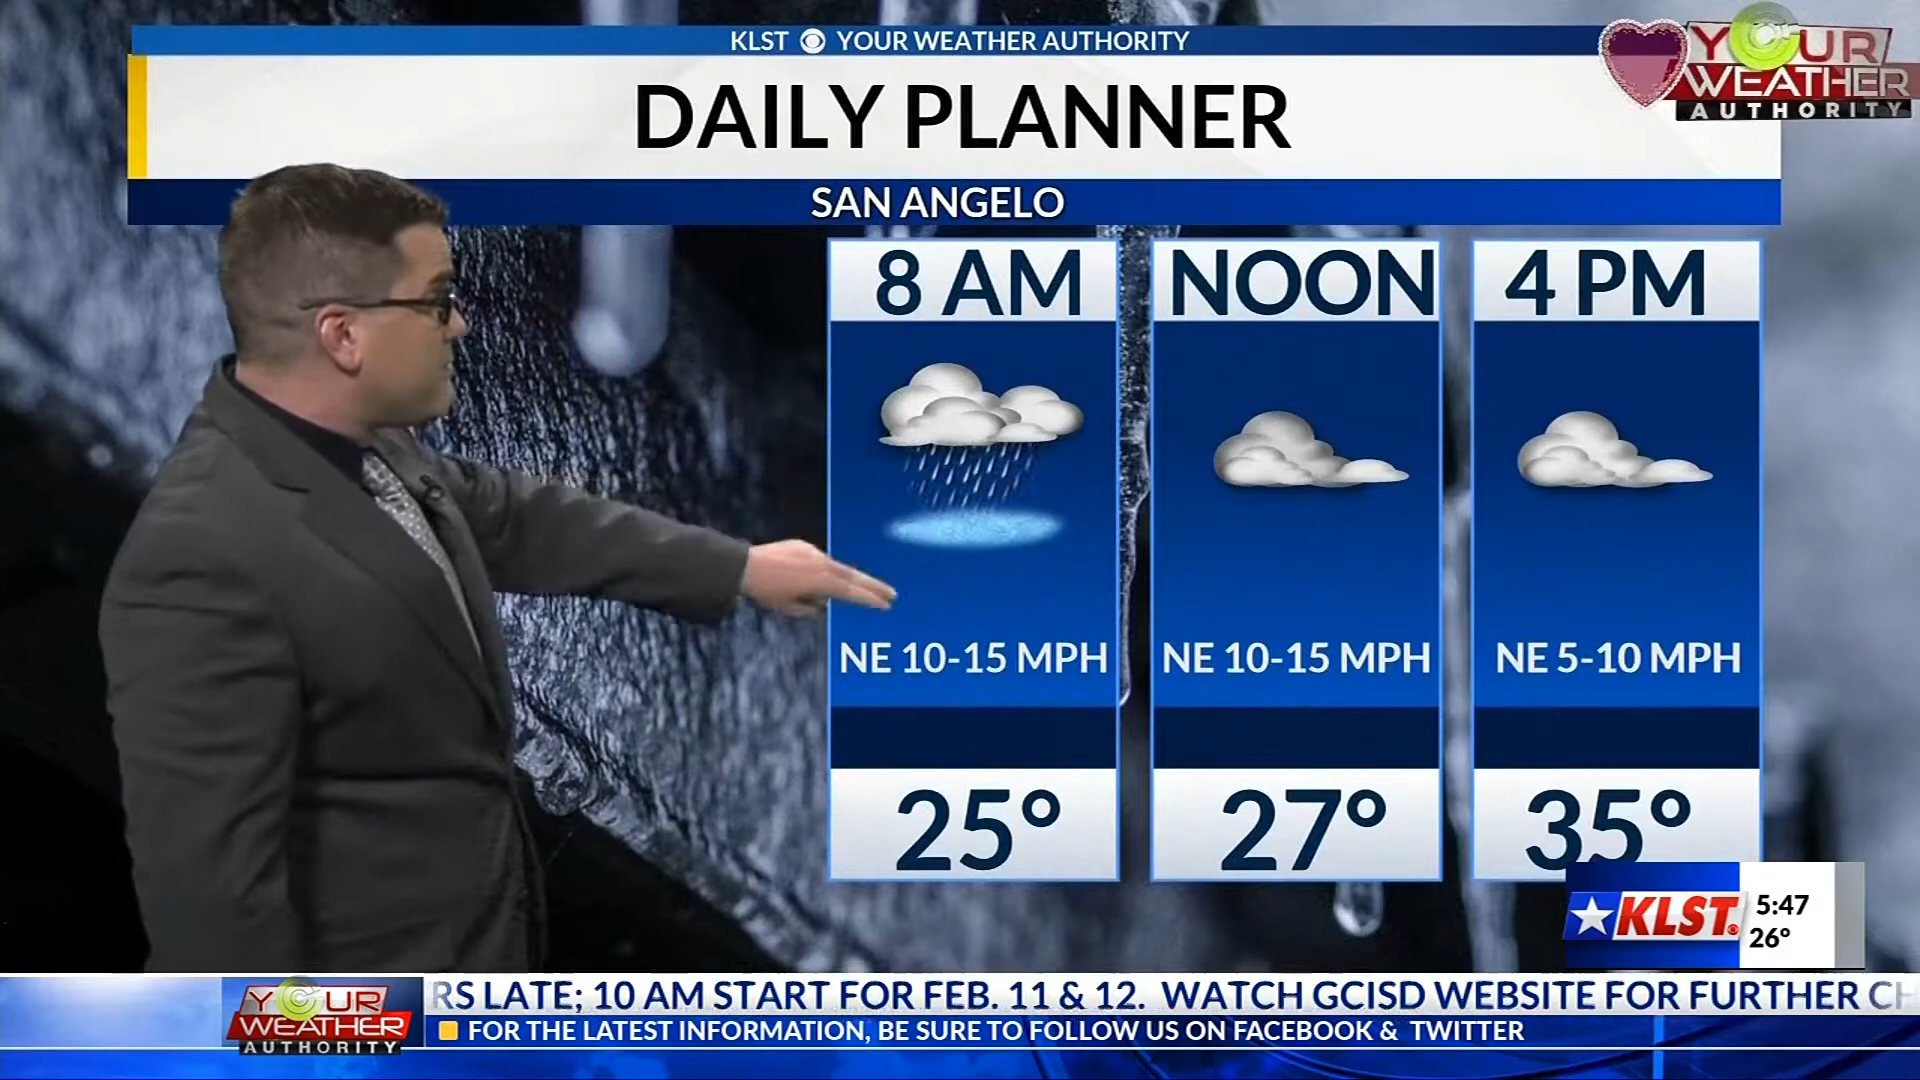 KLST YOUR WEATHER AUTHORITY
YOUR
WEATHER
AUTHORITY
DAILY PLANNER
SAN ANGELO
8 AM
NOON
4 PM
NE 10-15 MPH
NE 10-15 MPH
NE 5-10 MPH
25°
27°
35°
KLST
5:47
26°
YOUR
WEATHER
AUTHORITY
RS LATE; 10 AM START FOR FEB. 11 & 12. WATCH GCISD WEBSITE FOR FURTHER CH
FOR THE LATEST INFORMATION, BE SURE TO FOLLOW US ON FACEBOOK & TWITTER